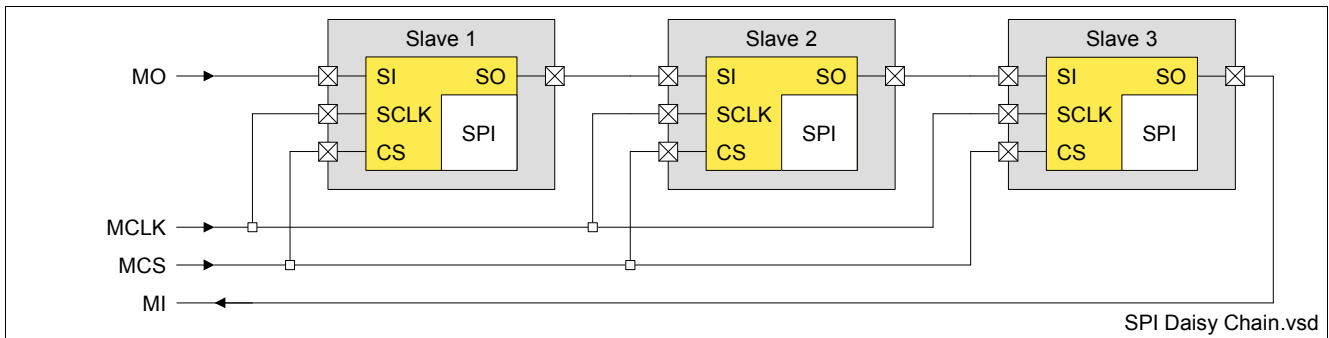 Slave 1 Slave 2 Slave 3
MO SI SO SI SO SI SO
SCLK SCLK SCLK
SPI SPI SPI
CS CS CS
MCLK
MCS
MI
SPI Daisy Chain.vsd